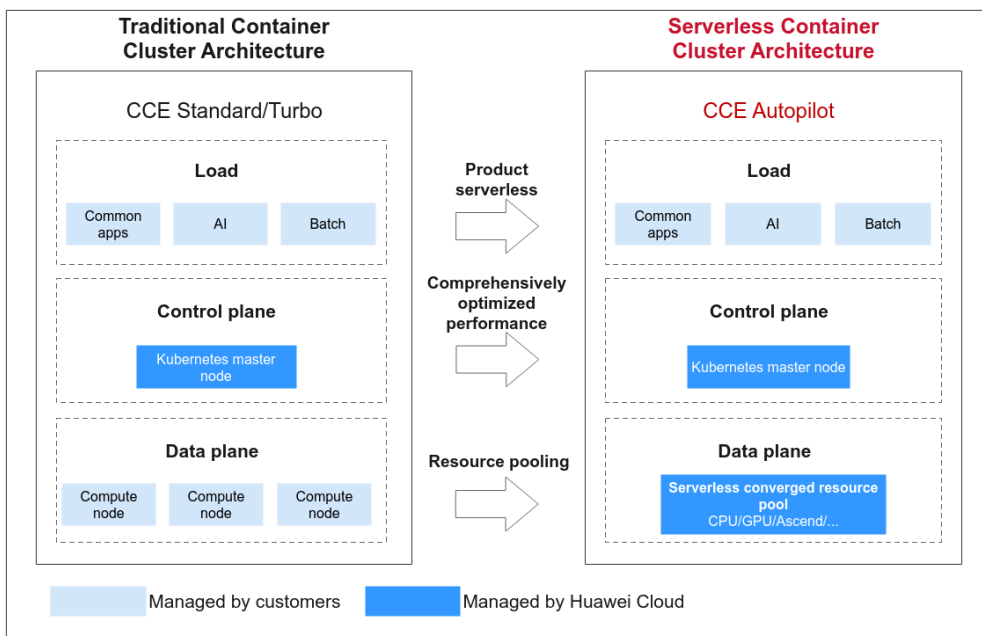 Traditional Container
Cluster Architecture
CCE Standard/Turbo
Load
Common
apps
AI
Batch
Control plane
Kubernetes master
node
Data plane
Compute
node
Compute
node
Compute
node
Product
serverless
Comprehensively
optimized
performance
Resource pooling
Serverless Container
Cluster Architecture
CCE Autopilot
Load
Common
apps
AI
Batch
Control plane
Kubernetes master node
Data plane
Serverless converged resource
pool
CPU/GPU/Ascend/...
Managed by customers
Managed by Huawei Cloud